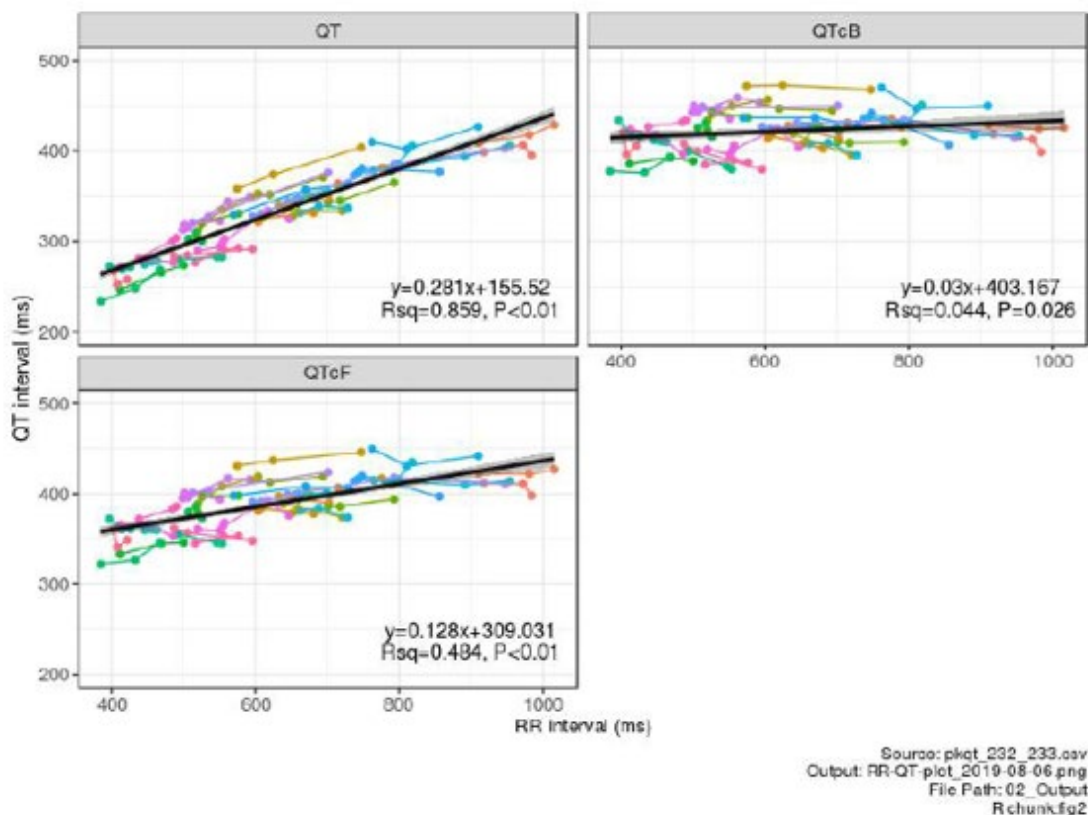 QT
QTcB
500
400
300
200
y=0.281x+155.52
Rsq=0.859, P<0.01
y=0.03x+403.167
Rsq=0.044, P=0.026
400
600
800
1000
QTcF
QT interval (ms)
500
400
300
200
y=0.128x+309.031
Rsq=0.484, P<0.01
400
600
800
1000
RR interval (ms)
Source: pkqt_232_233.csv
Output: RR-QT-plot_2019-08-06.png
File Path: 02_Output
R chunk:fig2